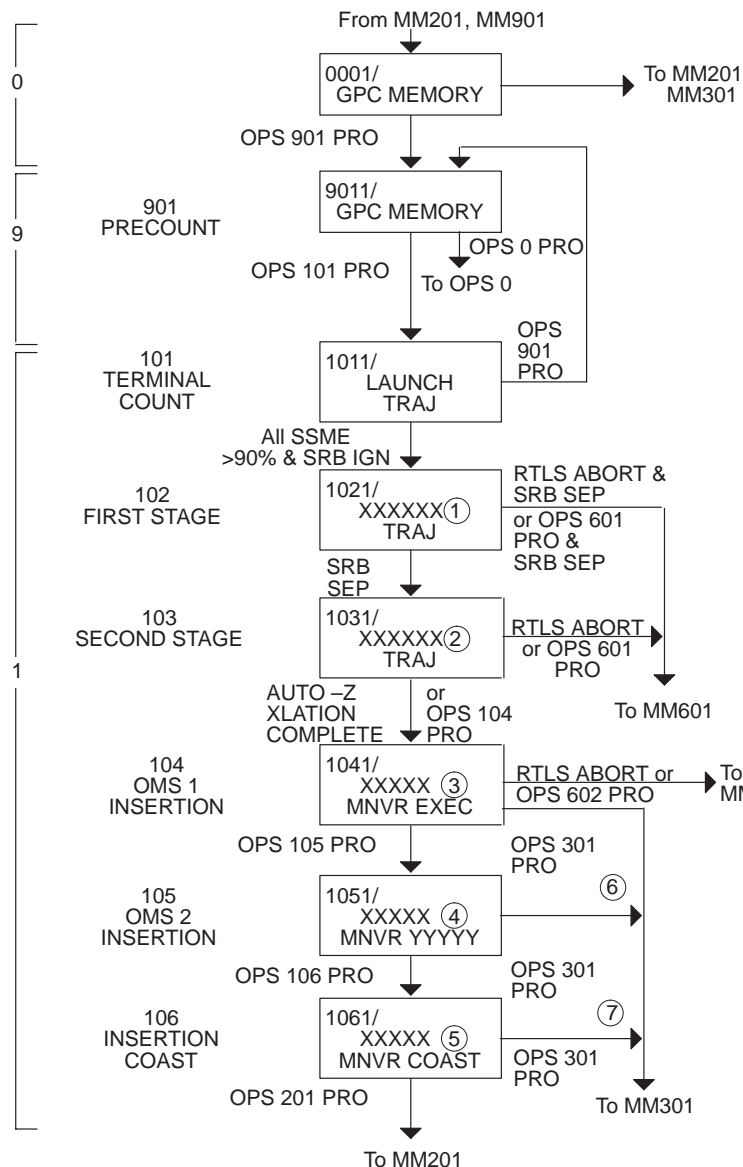 From MM201, MM901
0
0001/
GPC MEMORY
To MM201
MM301
OPS 901 PRO
9
901
PRECOUNT
9011/
GPC MEMORY
OPS 0 PRO
OPS 101 PRO
To OPS 0
OPS
901
PRO
1
101
TERMINAL
COUNT
1011/
LAUNCH
TRAJ
All SSME
>90% & SRB IGN
102
FIRST STAGE
1021/
XXXXXX 1
TRAJ
RTLS ABORT &
SRB SEP
or OPS 601
PRO &
SRB SEP
SRB
SEP
103
SECOND STAGE
1031/
XXXXXX 2
TRAJ
RTLS ABORT
or OPS 601
PRO
To MM601
AUTO –Z
XLATION
COMPLETE
or
OPS 104
PRO
104
OMS 1
INSERTION
1041/
XXXXX 3
MNVR EXEC
RTLS ABORT or
OPS 602 PRO
To
OPS 105 PRO
OPS 301
PRO
105
OMS 2
INSERTION
1051/
XXXXX 4
MNVR YYYYY
6
OPS 106 PRO
OPS 301
PRO
106
INSERTION
COAST
1061/
XXXXX 5
MNVR COAST
7
OPS 301
PRO
OPS 201 PRO
To MM301
To MM201